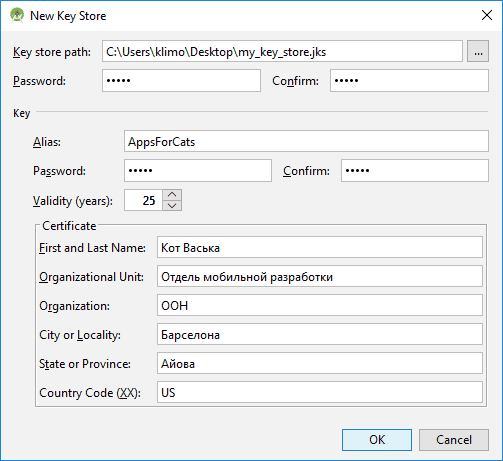 New Key Store
Key store path: C:\Users\klimo\Desktop\my_key_store.jks ...
Password: ••••• Confirm: •••••
Key
Alias: AppsForCats
Password: ••••• Confirm: •••••
Validity (years): 25
Certificate
First and Last Name: Кот Васька
Organizational Unit: Отдель мобильной разработки
Organization: ООН
City or Locality: Барселона
State or Province: Айова
Country Code (XX): US
OK Cancel